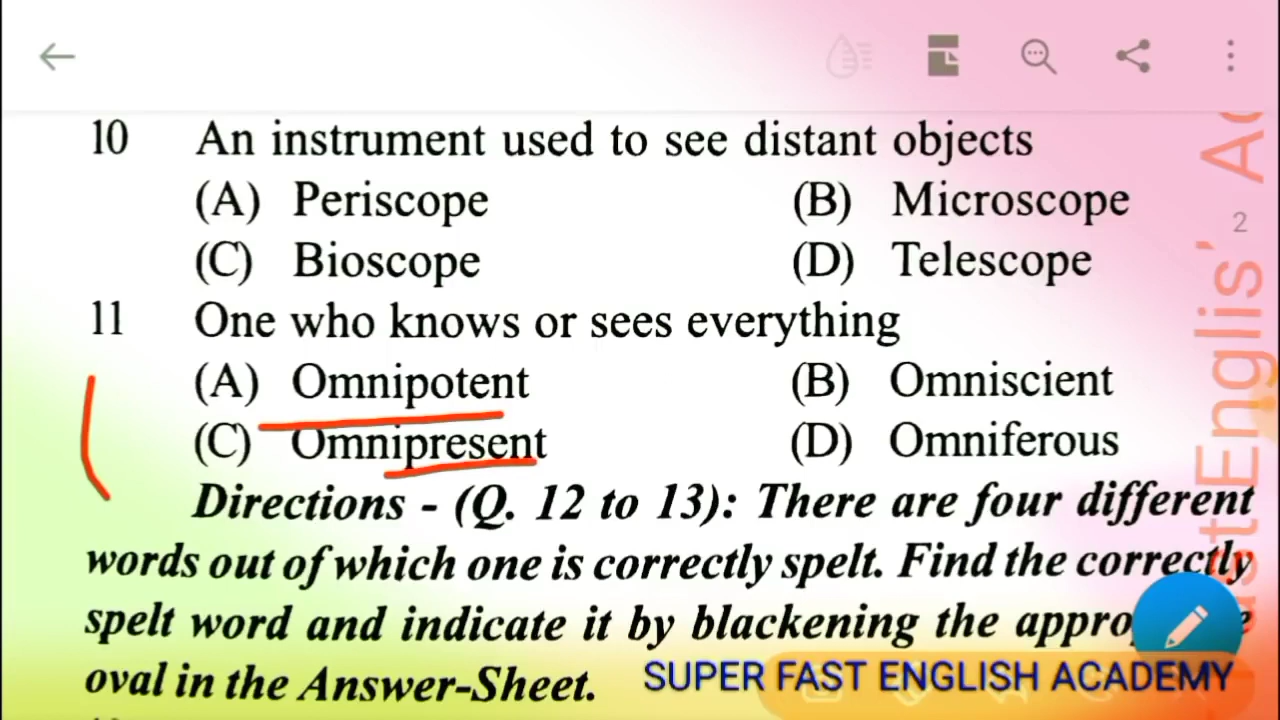 10 An instrument used to see distant objects
(A) Periscope (B) Microscope
(C) Bioscope (D) Telescope
2
11 One who knows or sees everything
(A) Omnipotent (B) Omniscient
(C) Omnipresent (D) Omniferous
Directions - (Q. 12 to 13): There are four different
words out of which one is correctly spelt. Find the correctly
spelt word and indicate it by blackening the
oval in the Answer-Sheet.
SUPER FAST ENGLISH ACADEMY